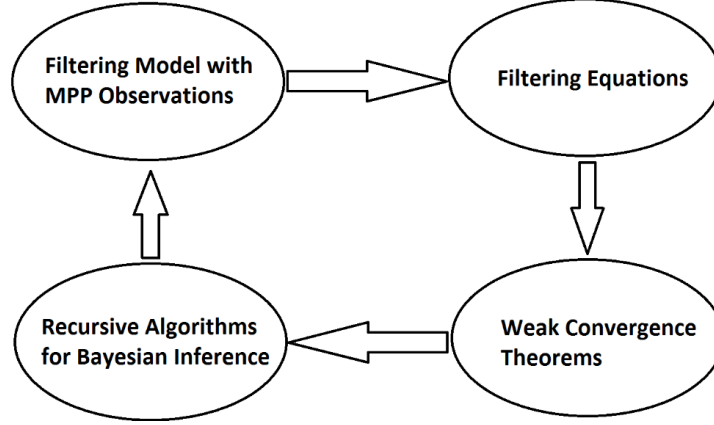 Filtering Model with
MPP Observations
Filtering Equations
Recursive Algorithms
for Bayesian Inference
Weak Convergence
Theorems